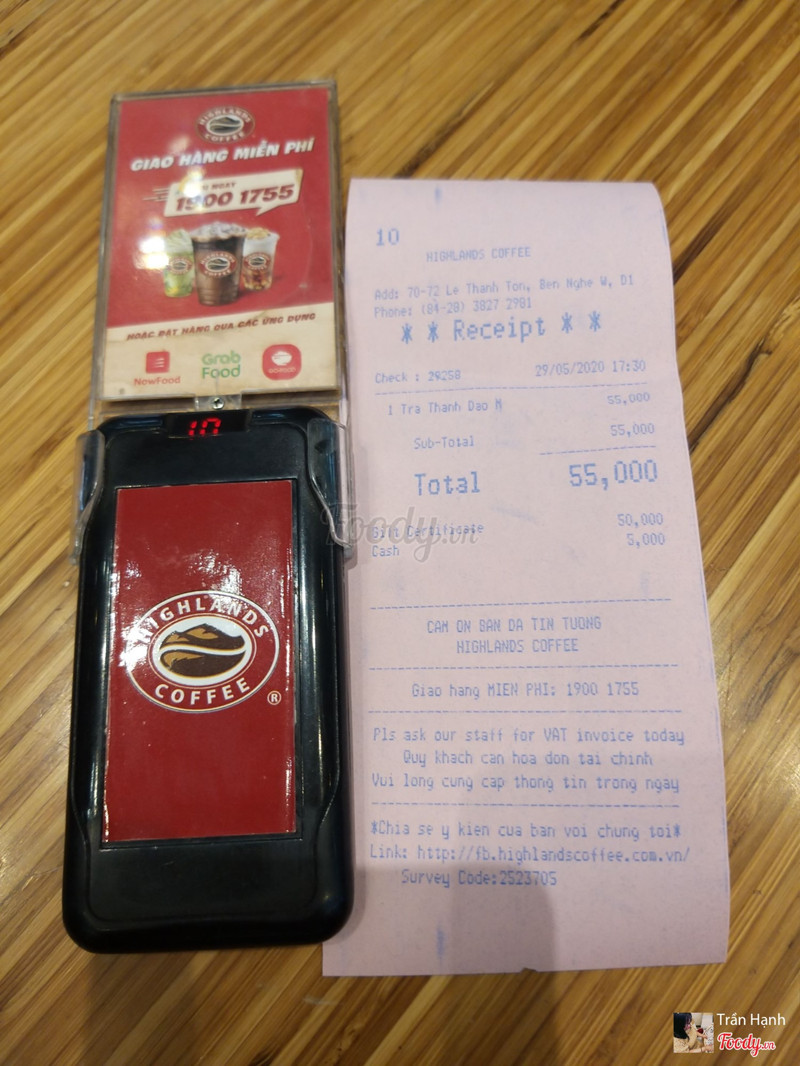 HIGHLANDS
COFFEE
GIAO HÀNG MIỄN PHÍ
NGAY
1900 1755
HOẶC ĐẶT HÀNG QUA CÁC ỨNG DỤNG
NowFood
Grab
Food
10
HIGHLANDS
COFFEE
®
10
HIGHLANDS COFFEE
Add: 70-72 Le Thanh Ton, Ben Nghe W, D1
Phone: (84-28) 3827 2981
* * Receipt * *
Check : 29258 29/05/2020 17:30
1 Tra Thanh Dao M 55,000
Sub-Total 55,000
Total 55,000
Gift Certificate 50,000
Cash 5,000
CAM ON BAN DA TIN TUONG
HIGHLANDS COFFEE
Giao hang MIEN PHI: 1900 1755
Pls ask our staff for VAT invoice today
Quy khach can hoa don tai chinh
Vui long cung cap thong tin trong ngay
*Chia se y kien cua ban voi chung toi*
Link: http://fb.highlandscoffee.com.vn/
Survey Code:2523705
Foody.vn
Trần Hạnh
Foody.vn